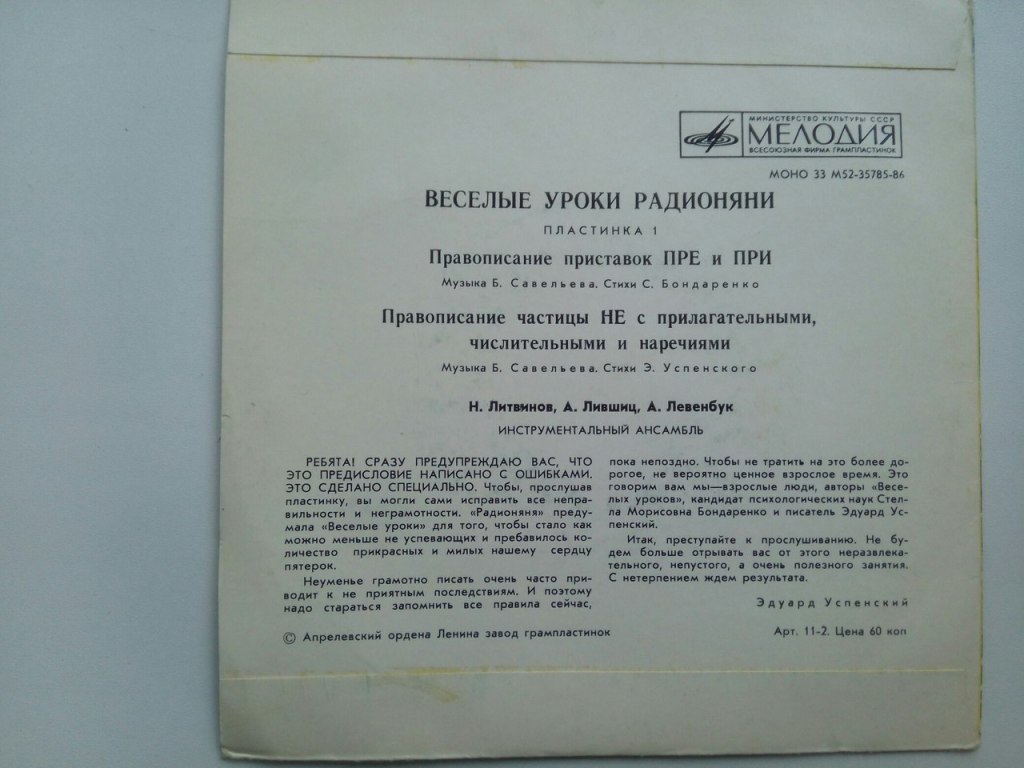 МИНИСТЕРСТВО КУЛЬТУРЫ СССР
МЕЛОДИЯ
ВСЕСОЮЗНАЯ ФИРМА ГРАМПЛАСТИНОК
МОНО 33 М52-35785-86
ВЕСЕЛЫЕ УРОКИ РАДИОНЯНИ
ПЛАСТИНКА 1
Правописание приставок ПРЕ и ПРИ
Музыка Б. Савельева. Стихи С. Бондаренко
Правописание частицы НЕ с прилагательными,
числительными и наречиями
Музыка Б. Савельева. Стихи Э. Успенского
Н. Литвинов, А. Лившиц, А. Левенбук
ИНСТРУМЕНТАЛЬНЫЙ АНСАМБЛЬ
РЕБЯТА! СРАЗУ ПРЕДУПРЕЖДАЮ ВАС, ЧТО
ЭТО ПРЕДИСЛОВИЕ НАПИСАНО С ОШИБКАМИ.
ЭТО СДЕЛАНО СПЕЦИАЛЬНО. Чтобы, прослушав
пластинку, вы могли сами исправить все непра-
вильности и неграмотности. «Радионяня» приду-
мала «Веселые уроки» для того, чтобы стало как
можно меньше не успевающих и пребавилось ко-
личество прикрасных и милых нашему сердцу
пятерок.
Неуменье грамотно писать очень часто при-
водит к не приятным последствиям. И поэтому
надо стараться запомнить все правила сейчас,
пока непоздно. Чтобы не тратить на это более до-
рогое, не вероятно ценное взрослое время. Это
говорим вам мы—взрослые люди, авторы «Весе-
лых уроков», кандидат психологических наук Стел-
ла Морисовна Бондаренко и писатель Эдуард Ус-
пенский.
Итак, преступайте к прослушиванию. Не бу-
дем больше отрывать вас от этого неразвлека-
тельного, непустого, а очень полезного занятия.
С нетерпением ждем результата.
Эдуард Успенский
© Апрелевский ордена Ленина завод грампластинок
Арт. 11-2. Цена 60 коп